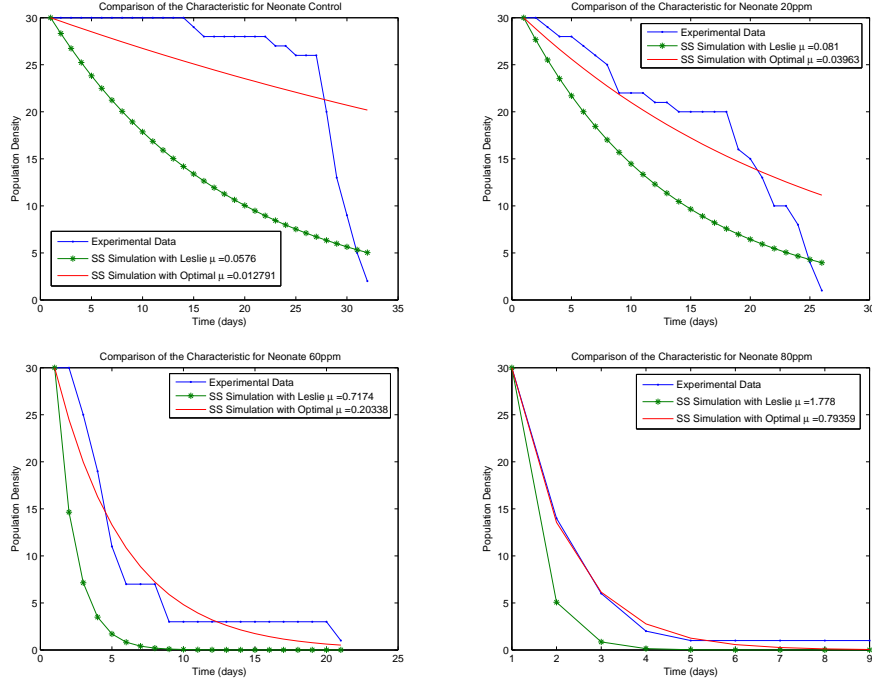 Comparison of the Characteristic for Neonate Control
30
25
20
15
10
5
0
Population Density
Experimental Data
SS Simulation with Leslie μ =0.0576
SS Simulation with Optimal μ =0.012791
0 5 10 15 20 25 30 35
Time (days)
Comparison of the Characteristic for Neonate 20ppm
30
25
20
15
10
5
0
Population Density
Experimental Data
SS Simulation with Leslie μ =0.081
SS Simulation with Optimal μ =0.03963
0 5 10 15 20 25 30
Time (days)
Comparison of the Characteristic for Neonate 60ppm
30
25
20
15
10
5
0
Population Density
Experimental Data
SS Simulation with Leslie μ =0.7174
SS Simulation with Optimal μ =0.20338
0 5 10 15 20 25
Time (days)
Comparison of the Characteristic for Neonate 80ppm
30
25
20
15
10
5
0
Population Density
Experimental Data
SS Simulation with Leslie μ =1.778
SS Simulation with Optimal μ =0.79359
1 2 3 4 5 6 7 8 9
Time (days)